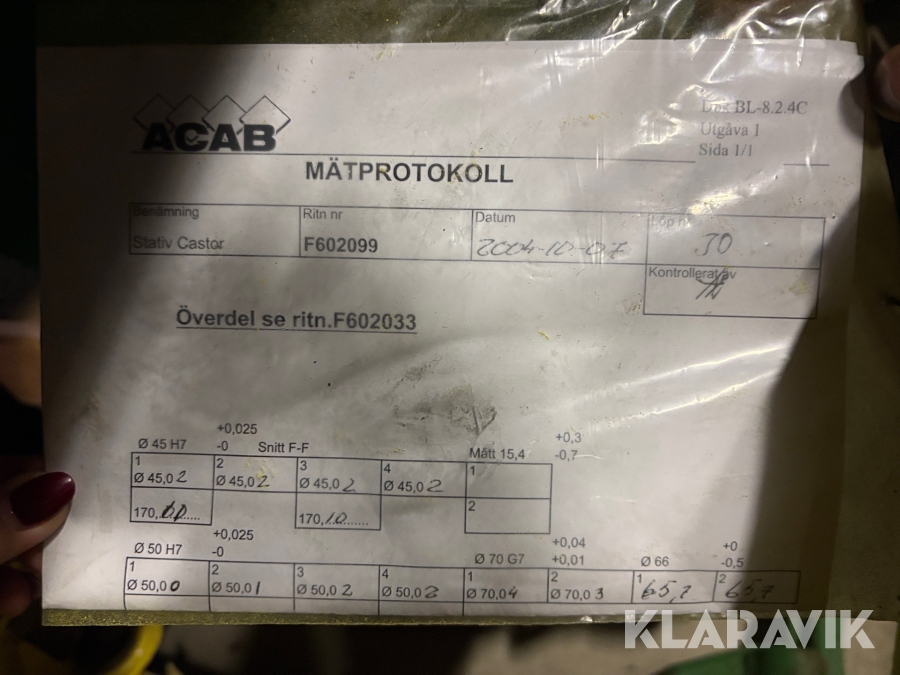 ACAB
Dok BL-8.2.4C
Utgåva 1
Sida 1/1
MÄTPROTOKOLL
Benämning
Stativ Castor
Ritn nr
F602099
Datum
2004-10-07
Löp nr
30
Kontrollerat av
Överdel se ritn.F602033
Ø 45 H7 +0,025 -0 Snitt F-F
1 Ø 45,02
2 Ø 45,02
3 Ø 45,02
4 Ø 45,02
170,
170,10......
Mått 15,4 +0,3 -0,7
1
2
Ø 50 H7 +0,025 -0
1 Ø 50,00
2 Ø 50,01
3 Ø 50,02
4 Ø 50,02
Ø 70 G7 +0,04 +0,01
1 Ø 70,04
2 Ø 70,03
Ø 66 +0 -0,5
1 65,7
2 65,7
KLARAVIK